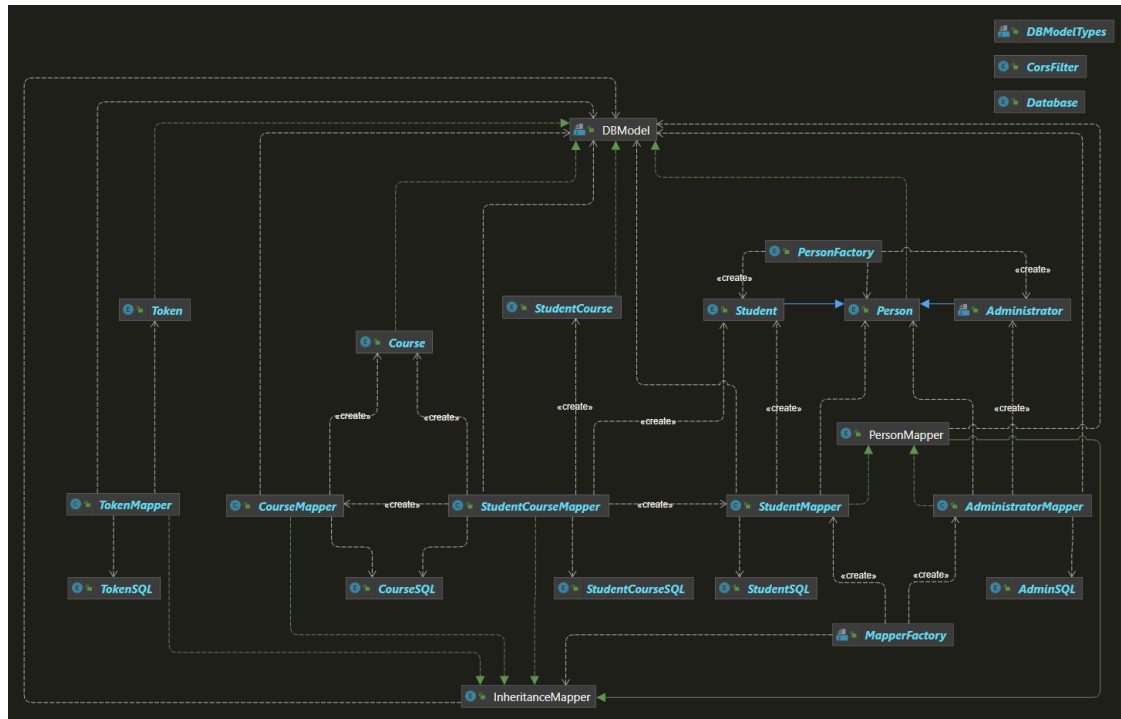 DBModelTypes
CorsFilter
Database
DBModel
PersonFactory
«create»
«create»
Token
StudentCourse
Student
Person
Administrator
Course
«create»
«create»
«create»
«create»
«create»
«create»
PersonMapper
TokenMapper
CourseMapper
«create»
StudentCourseMapper
«create»
StudentMapper
AdministratorMapper
«create»
«create»
TokenSQL
CourseSQL
StudentCourseSQL
StudentSQL
AdminSQL
MapperFactory
InheritanceMapper